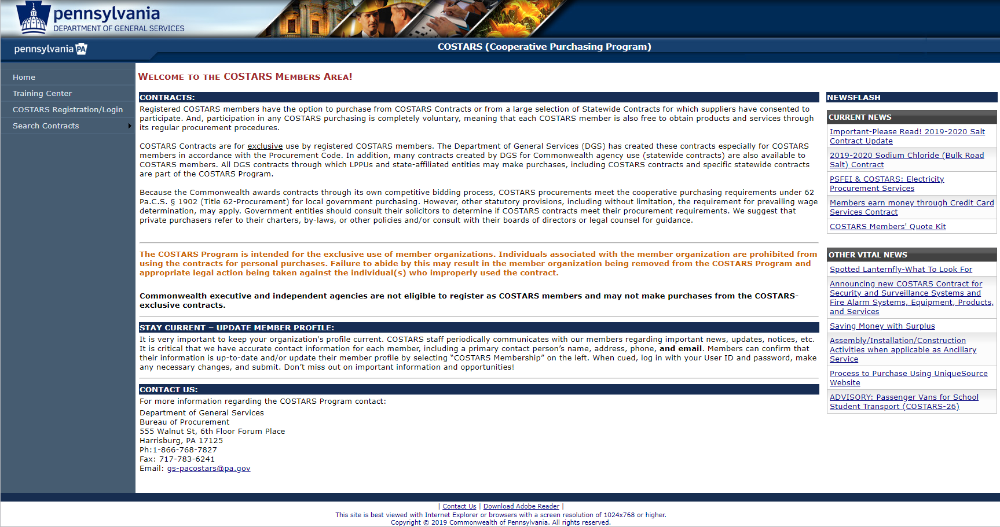 pennsylvania
DEPARTMENT OF GENERAL SERVICES
pennsylvania PA
COSTARS (Cooperative Purchasing Program)
Home
Training Center
COSTARS Registration/Login
Search Contracts
WELCOME TO THE COSTARS MEMBERS AREA!
CONTRACTS:
Registered COSTARS members have the option to purchase from COSTARS Contracts or from a large selection of Statewide Contracts for which suppliers have consented to
participate. And, participation in any COSTARS purchasing is completely voluntary, meaning that each COSTARS member is also free to obtain products and services through
its regular procurement procedures.
COSTARS Contracts are for exclusive use by registered COSTARS members. The Department of General Services (DGS) has created these contracts especially for COSTARS
members in accordance with the Procurement Code. In addition, many contracts created by DGS for Commonwealth agency use (statewide contracts) are also available to
COSTARS members. All DGS contracts through which LPPUs and state-affiliated entities may make purchases, including COSTARS contracts and specific statewide contracts
are part of the COSTARS Program.
Because the Commonwealth awards contracts through its own competitive bidding process, COSTARS procurements meet the cooperative purchasing requirements under 62
Pa.C.S. § 1902 (Title 62-Procurement) for local government purchasing. However, other statutory provisions, including without limitation, the requirement for prevailing wage
determination, may apply. Government entities should consult their solicitors to determine if COSTARS contracts meet their procurement requirements. We suggest that
private purchasers refer to their charters, by-laws, or other policies and/or consult with their boards of directors or legal counsel for guidance.
The COSTARS Program is intended for the exclusive use of member organizations. Individuals associated with the member organization are prohibited from
using the contracts for personal purchases. Failure to abide by this may result in the member organization being removed from the COSTARS Program and
appropriate legal action being taken against the individual(s) who improperly used the contract.
Commonwealth executive and independent agencies are not eligible to register as COSTARS members and may not make purchases from the COSTARS-
exclusive contracts.
STAY CURRENT – UPDATE MEMBER PROFILE:
It is very important to keep your organization's profile current. COSTARS staff periodically communicates with our members regarding important news, updates, notices, etc.
It is critical that we have accurate contact information for each member, including a primary contact person’s name, address, phone, and email. Members can confirm that
their information is up-to-date and/or update their member profile by selecting “COSTARS Membership” on the left. When cued, log in with your User ID and password, make
any necessary changes, and submit. Don’t miss out on important information and opportunities!
CONTACT US:
For more information regarding the COSTARS Program contact:
Department of General Services
Bureau of Procurement
555 Walnut St, 6th Floor Forum Place
Harrisburg, PA 17125
Ph:1-866-768-7827
Fax: 717-783-6241
Email: gs-pacostars@pa.gov
NEWSFLASH
CURRENT NEWS
Important-Please Read! 2019-2020 Salt
Contract Update
2019-2020 Sodium Chloride (Bulk Road
Salt) Contract
PSFEI & COSTARS: Electricity
Procurement Services
Members earn money through Credit Card
Services Contract
COSTARS Members' Quote Kit
OTHER VITAL NEWS
Spotted Lanternfly-What To Look For
Announcing new COSTARS Contract for
Security and Surveillance Systems and
Fire Alarm Systems, Equipment, Products,
and Services
Saving Money with Surplus
Assembly/Installation/Construction
Activities when applicable as Ancillary
Service
Process to Purchase Using UniqueSource
Website
ADVISORY: Passenger Vans for School
Student Transport (COSTARS-26)
| Contact Us | Download Adobe Reader |
This site is best viewed with Internet Explorer or browsers with a screen resolution of 1024x768 or higher.
Copyright © 2019 Commonwealth of Pennsylvania. All rights reserved.